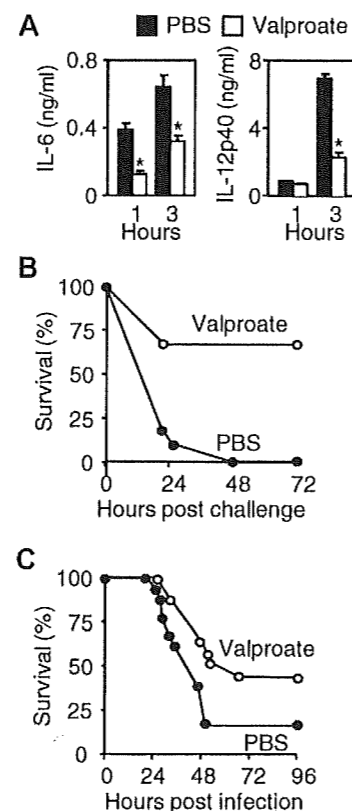 A
PBS Valproate
IL-6 (ng/ml)
0.8
0.4
0
1 3
Hours
*
*
IL-12p40 (ng/ml)
8
4
0
1 3
Hours
*
B
Survival (%)
100
75
50
25
0
Valproate
PBS
0 24 48 72
Hours post challenge
C
Survival (%)
100
75
50
25
0
Valproate
PBS
0 24 48 72 96
Hours post infection